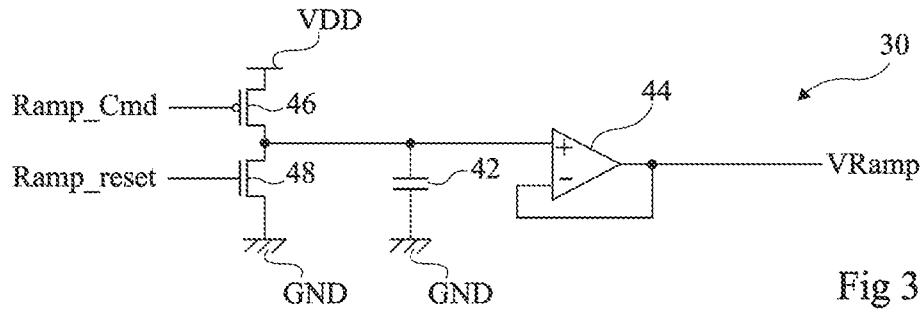 VDD
30
Ramp_Cmd
46
44
+
Ramp_reset
48
42
-
VRamp
GND
GND
Fig 3